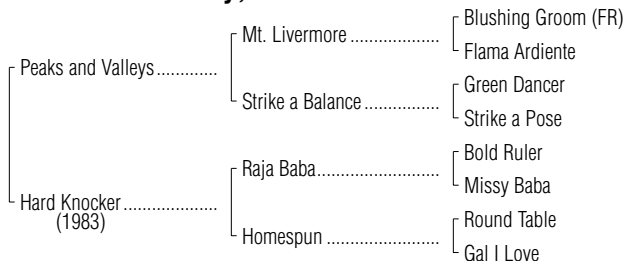 Mt. Livermore
Blushing Groom (FR)
Flama Ardiente
Peaks and Valleys
Strike a Balance
Green Dancer
Strike a Pose
Raja Baba
Bold Ruler
Missy Baba
Hard Knocker
(1983)
Homespun
Round Table
Gal I Love